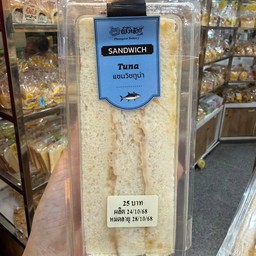 SANDWICH
Tuna
แซนวิชทูน่า
25 บาท
ผลิต 24/10/68
หมดอายุ 28/10/68